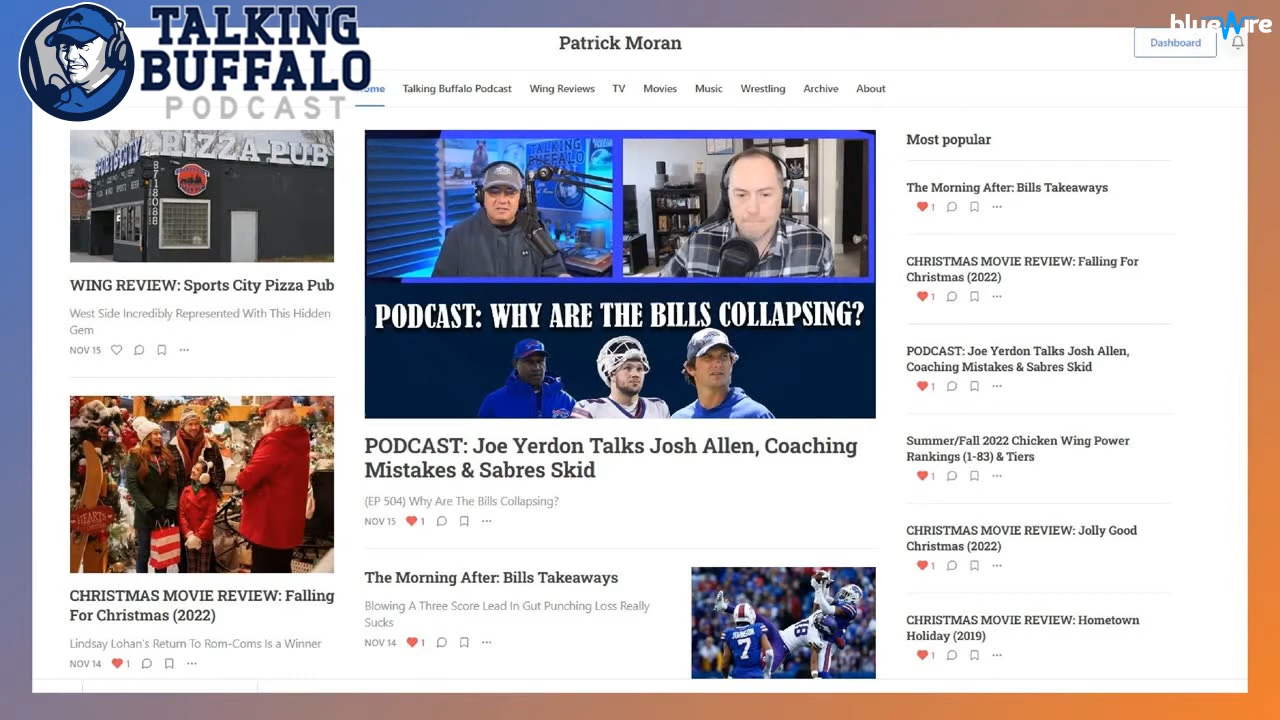 TALKING
BUFFALO
PODCAST
bluewire
Patrick Moran
Dashboard
Home
Talking Buffalo Podcast
Wing Reviews
TV
Movies
Music
Wrestling
Archive
About
PIZZA PUB
8718088
WING REVIEW: Sports City Pizza Pub
West Side Incredibly Represented With This Hidden
Gem
NOV 15
HEARTS
CHRISTMAS MOVIE REVIEW: Falling
For Christmas (2022)
Lindsay Lohan's Return To Rom-Coms Is a Winner
NOV 14
1
TALKING
BUFFALO
PODCAST: WHY ARE THE BILLS COLLAPSING?
PODCAST: Joe Yerdon Talks Josh Allen, Coaching
Mistakes & Sabres Skid
(EP 504) Why Are The Bills Collapsing?
NOV 15
1
The Morning After: Bills Takeaways
Blowing A Three Score Lead In Gut Punching Loss Really
Sucks
NOV 14
1
JOHNSON
7
18
Most popular
The Morning After: Bills Takeaways
1
CHRISTMAS MOVIE REVIEW: Falling For
Christmas (2022)
1
PODCAST: Joe Yerdon Talks Josh Allen,
Coaching Mistakes & Sabres Skid
1
Summer/Fall 2022 Chicken Wing Power
Rankings (1-83) & Tiers
1
CHRISTMAS MOVIE REVIEW: Jolly Good
Christmas (2022)
1
CHRISTMAS MOVIE REVIEW: Hometown
Holiday (2019)
1